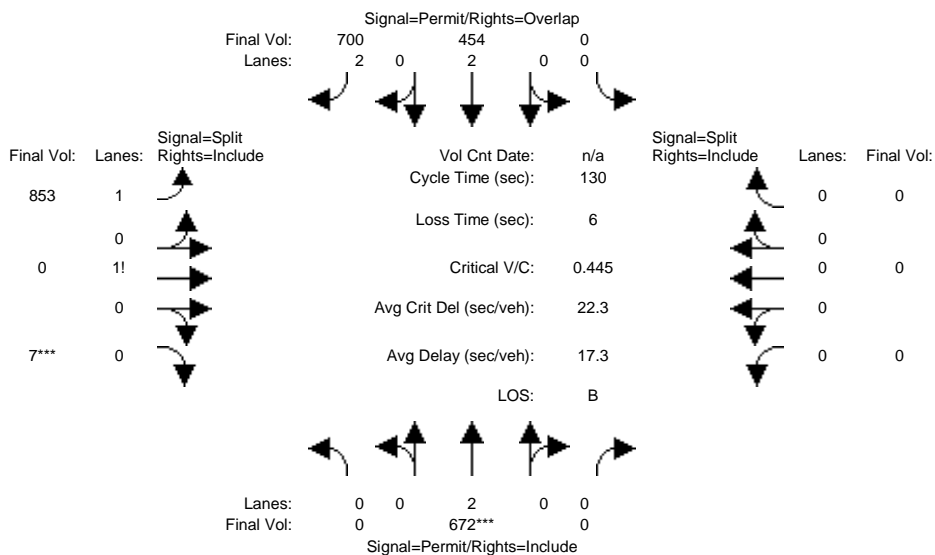 Signal=Permit/Rights=Overlap
Final Vol: 700 454 0
Lanes: 2 0 2 0 0
Signal=Split Signal=Split
Final Vol: Lanes: Rights=Include Vol Cnt Date: n/a Rights=Include Lanes: Final Vol:
Cycle Time (sec): 130
853 1 0 0
Loss Time (sec): 6
0 0
0 1! Critical V/C: 0.445 0 0
0 Avg Crit Del (sec/veh): 22.3 0
7*** 0 Avg Delay (sec/veh): 17.3 0 0
LOS: B
Lanes: 0 0 2 0 0
Final Vol: 0 672*** 0
Signal=Permit/Rights=Include